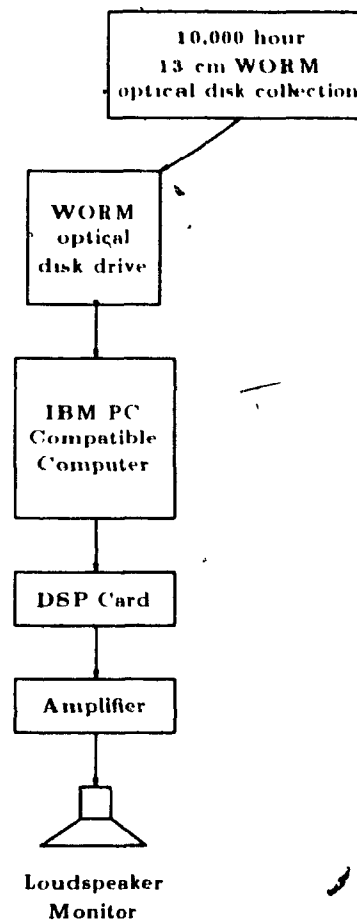 10,000 hour
13 cm WORM
optical disk collection
WORM
optical
disk drive
IBM PC
Compatible
Computer
DSP Card
Amplifier
Loudspeaker
Monitor